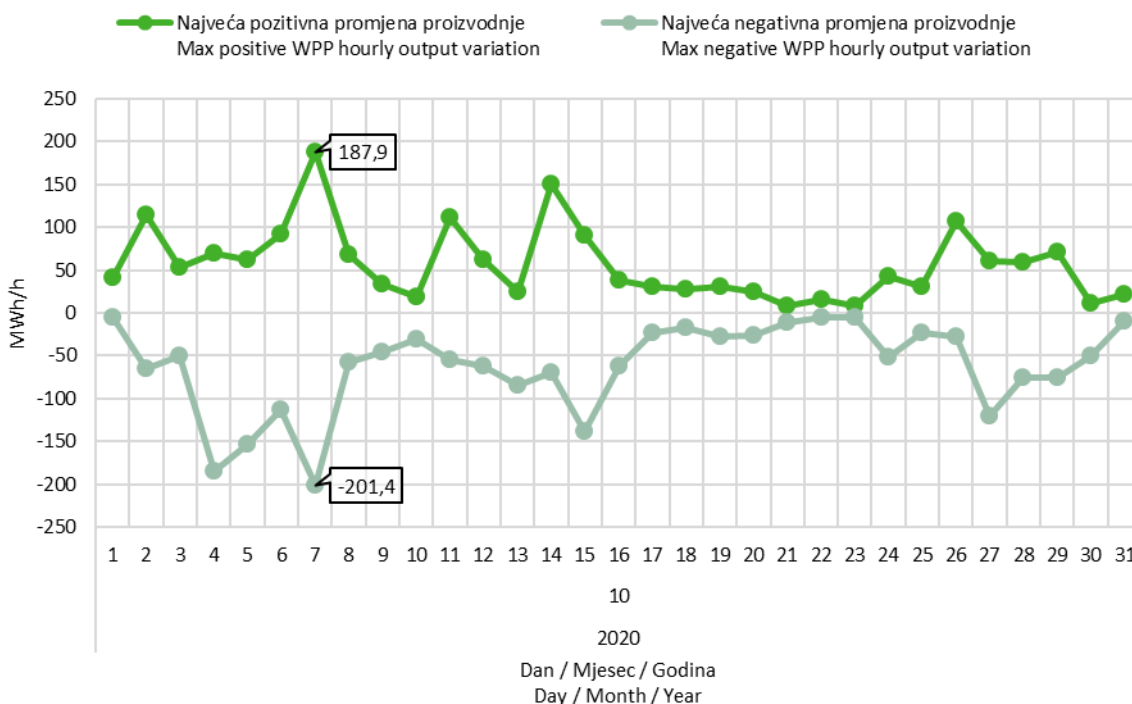 Najveća pozitivna promjena proizvodnje
Max positive WPP hourly output variation
Najveća negativna promjena proizvodnje
Max negative WPP hourly output variation
250
200
150
100
50
0
-50
-100
-150
-200
-250
MWh/h
187,9
-201,4
1 2 3 4 5 6 7 8 9 10 11 12 13 14 15 16 17 18 19 20 21 22 23 24 25 26 27 28 29 30 31
10
2020
Dan / Mjesec / Godina
Day / Month / Year